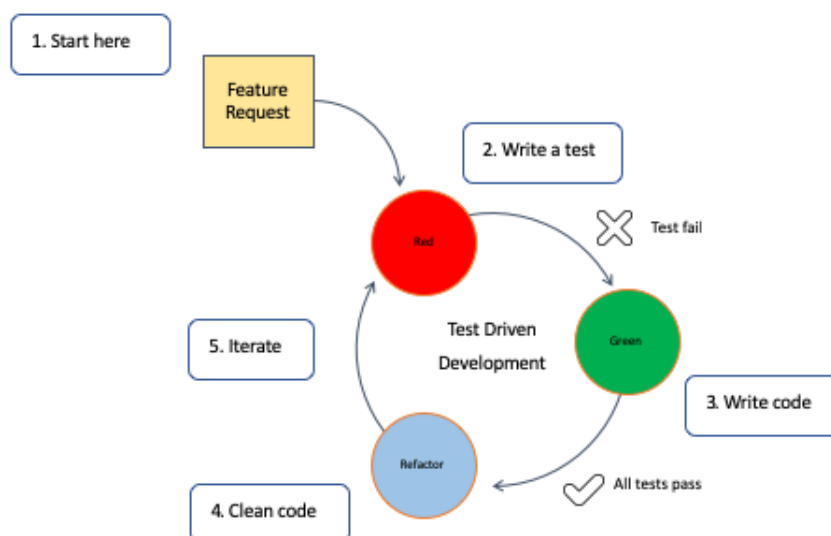 1. Start here
Feature
Request
2. Write a test
Test fail
Red
5. Iterate
Test Driven
Development
Green
3. Write code
Refactor
All tests pass
4. Clean code